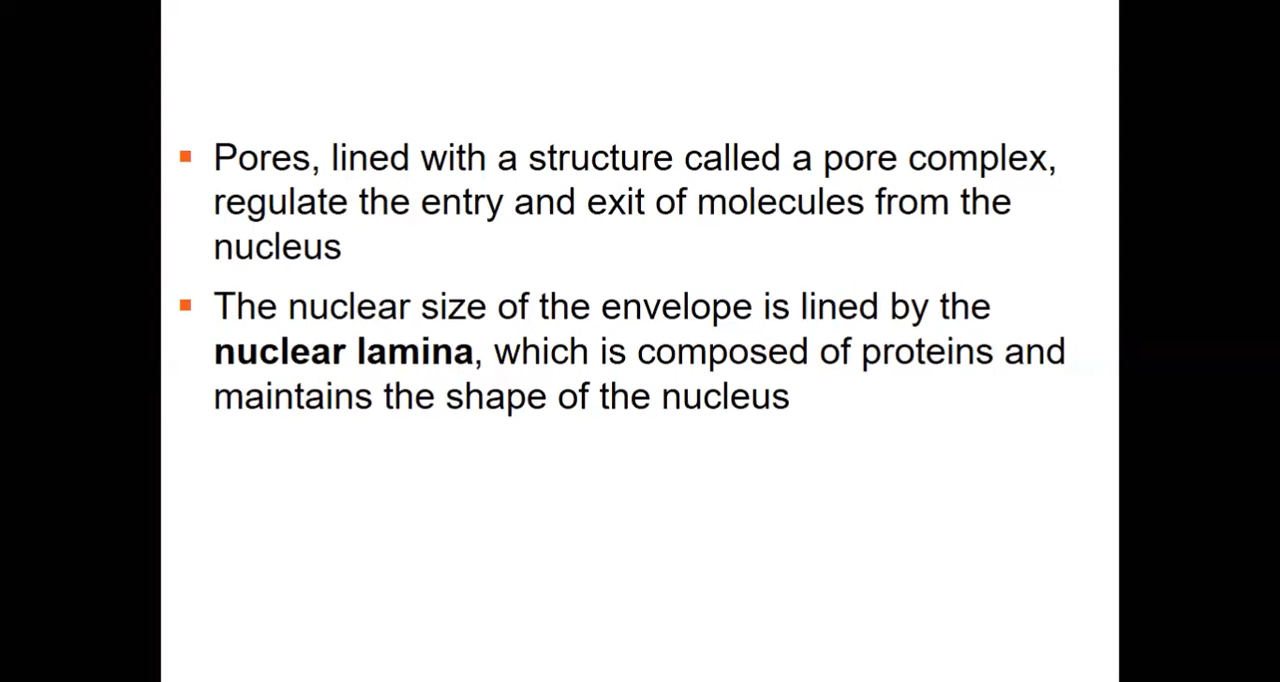 Pores, lined with a structure called a pore complex,
regulate the entry and exit of molecules from the
nucleus
The nuclear size of the envelope is lined by the
nuclear lamina, which is composed of proteins and
maintains the shape of the nucleus